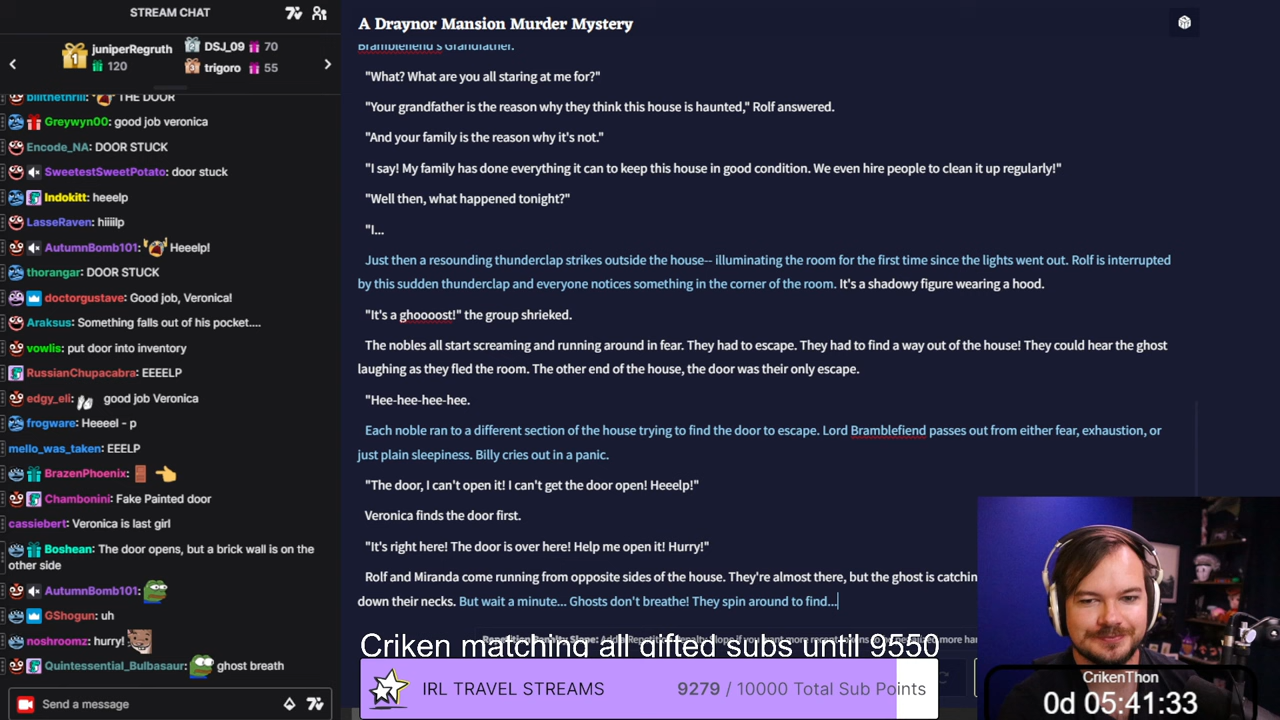 STREAM CHAT
juniperRegruth
1
120
DSJ_09 70
trigoro 55
billthethrill: THE DOOR
Greywyn00: good job veronica
Encode_NA: DOOR STUCK
SweetestSweetPotato: door stuck
Indokitt: heeelp
LasseRaven: hiiiilp
AutumnBomb101: Heeelp!
thorangar: DOOR STUCK
doctorgustave: Good job, Veronica!
Araksus: Something falls out of his pocket....
vowlis: put door into inventory
RussianChupacabra: EEEELP
edgy_eli: good job Veronica
frogware: Heeeel - p
mello_was_taken: EEELP
BrazenPhoenix:
Chambonini: Fake Painted door
cassiebert: Veronica is last girl
Boshean: The door opens, but a brick wall is on the
other side
AutumnBomb101:
GShogun: uh
noshroomz: hurry!
Quintessential_Bulbasaur: ghost breath
Send a message
A Draynor Mansion Murder Mystery
Bramblefiend's Grandfather.
"What? What are you all staring at me for?"
"Your grandfather is the reason why they think this house is haunted," Rolf answered.
"And your family is the reason why it's not."
"I say! My family has done everything it can to keep this house in good condition. We even hire people to clean it up regularly!"
"Well then, what happened tonight?"
"I...
Just then a resounding thunderclap strikes outside the house-- illuminating the room for the first time since the lights went out. Rolf is interrupted
by this sudden thunderclap and everyone notices something in the corner of the room. It's a shadowy figure wearing a hood.
"It's a ghoooost!" the group shrieked.
The nobles all start screaming and running around in fear. They had to escape. They had to find a way out of the house! They could hear the ghost
laughing as they fled the room. The other end of the house, the door was their only escape.
"Hee-hee-hee-hee.
Each noble ran to a different section of the house trying to find the door to escape. Lord Bramblefiend passes out from either fear, exhaustion, or
just plain sleepiness. Billy cries out in a panic.
"The door, I can't open it! I can't get the door open! Heeelp!"
Veronica finds the door first.
"It's right here! The door is over here! Help me open it! Hurry!"
Rolf and Miranda come running from opposite sides of the house. They're almost there, but the ghost is catchin
down their necks. But wait a minute... Ghosts don't breathe! They spin around to find...
Criken matching all gifted subs until 9550
IRL TRAVEL STREAMS 9279 / 10000 Total Sub Points
CrikenThon
0d 05:41:33